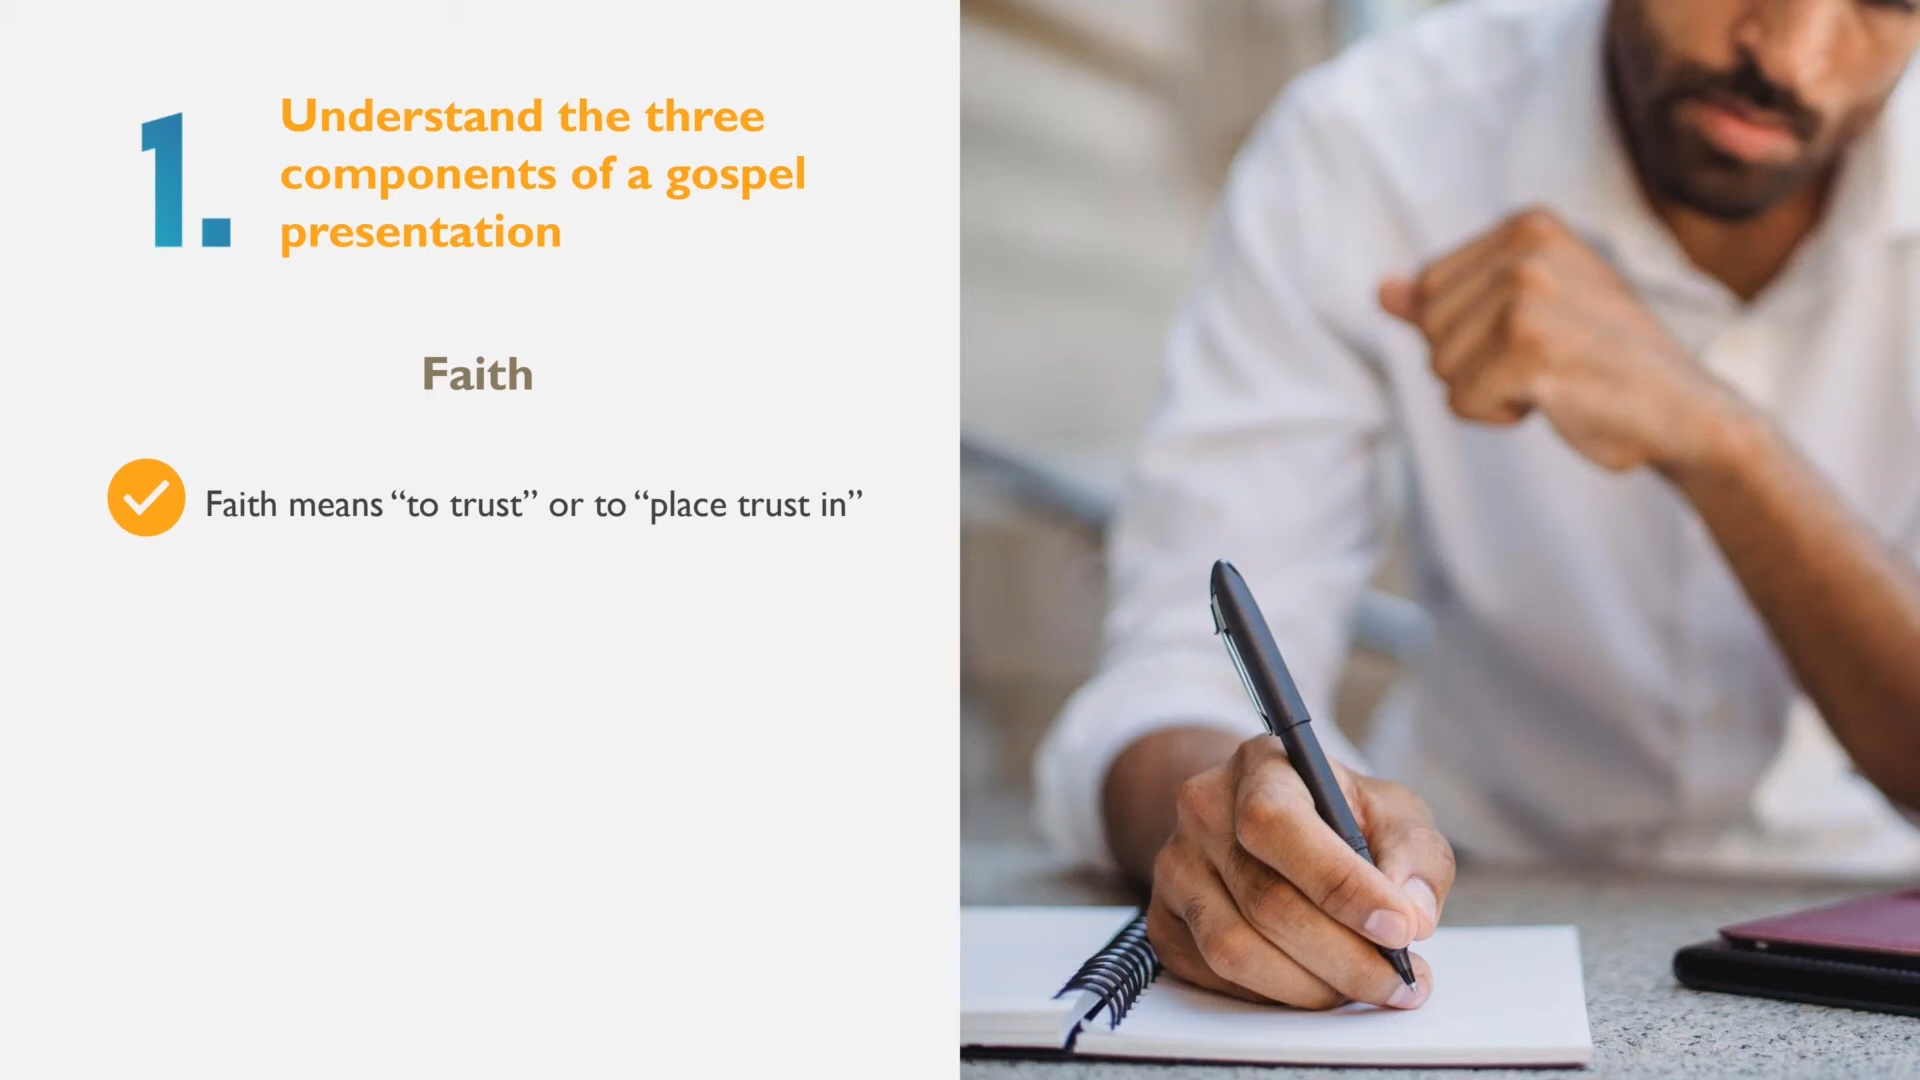 1.
Understand the three
components of a gospel
presentation
Faith
Faith means “to trust” or to “place trust in”